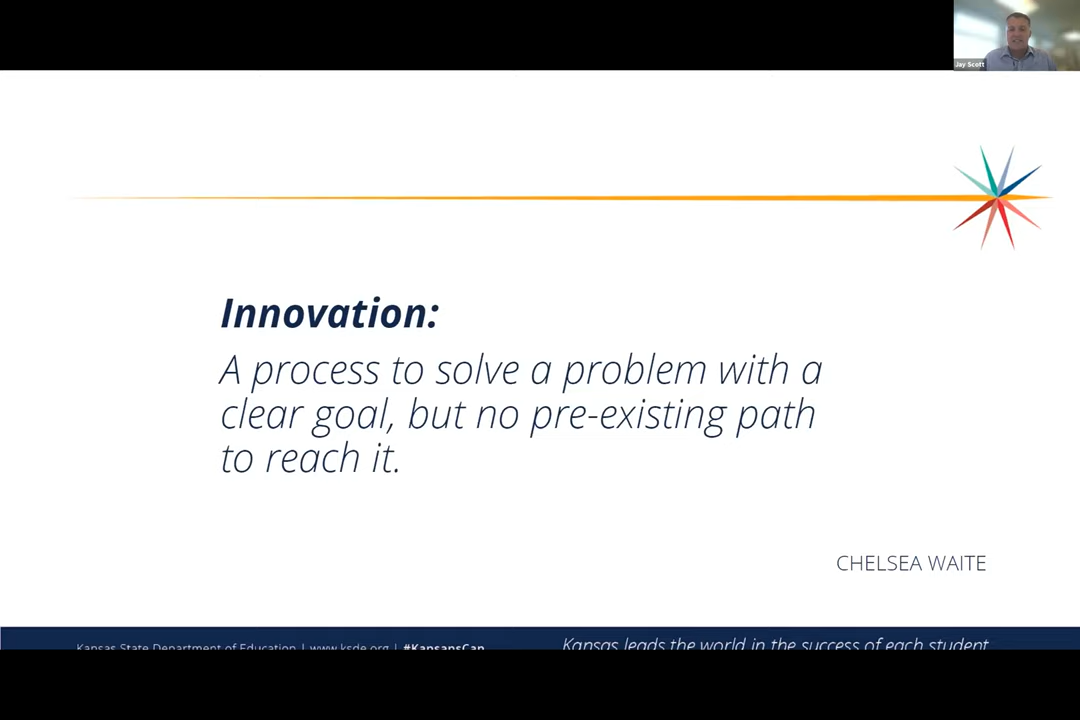 Jay Scott
Innovation:
A process to solve a problem with a
clear goal, but no pre-existing path
to reach it.
CHELSEA WAITE
Kansas State Department of Education | www.ksde.org | #KansansCan
Kansas leads the world in the success of each student